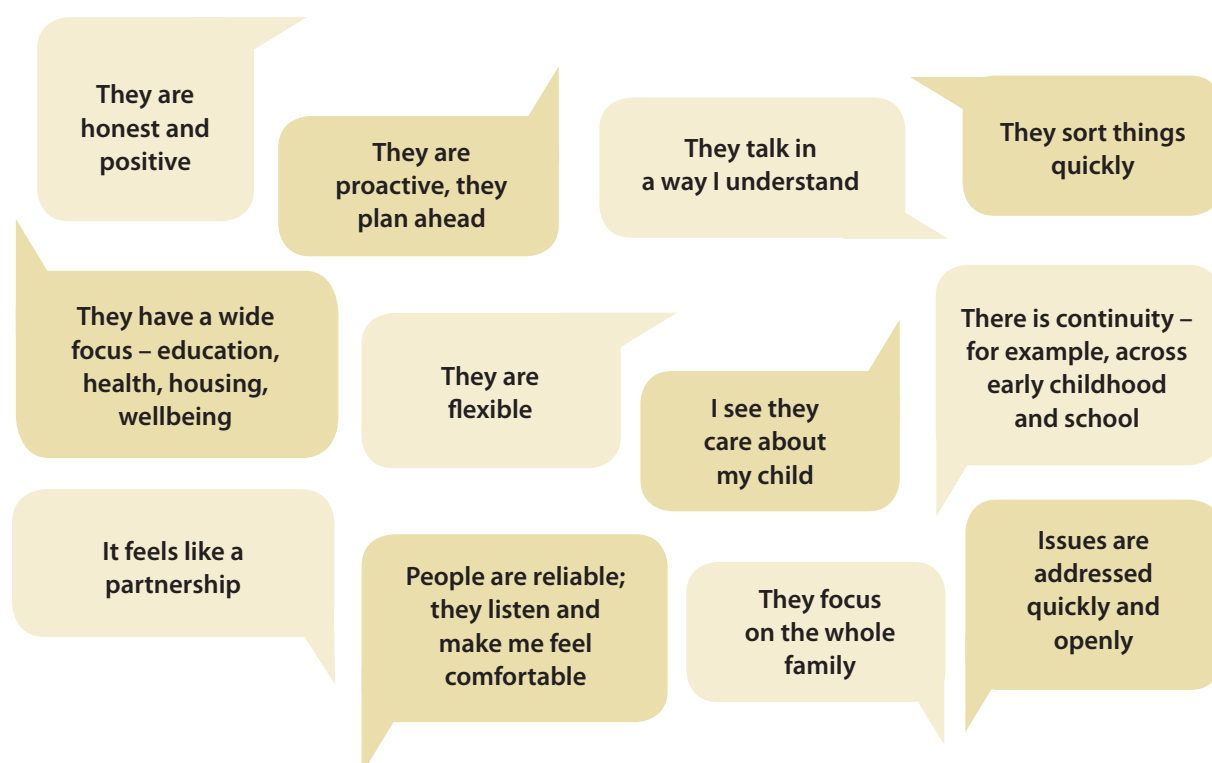 They are
honest and
positive
They are
proactive, they
plan ahead
They talk in
a way I understand
They sort things
quickly
They have a wide
focus – education,
health, housing,
wellbeing
They are
flexible
I see they
care about
my child
There is continuity –
for example, across
early childhood
and school
It feels like a
partnership
People are reliable;
they listen and
make me feel
comfortable
They focus
on the whole
family
Issues are
addressed
quickly and
openly